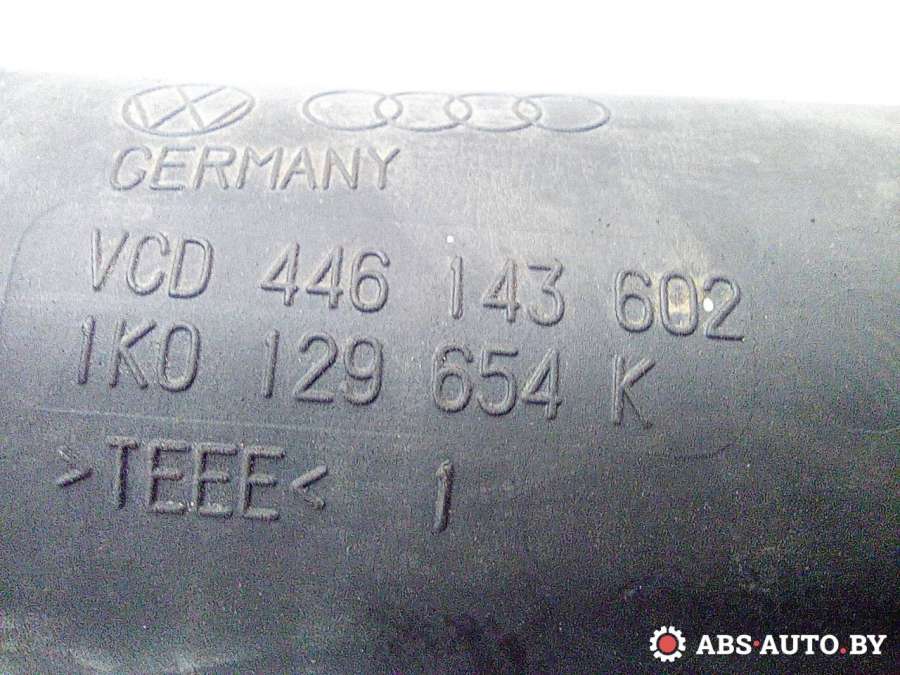 GERMANY
VCD 446 143 602
1K0 129 654 K
>TEEE< 1
ABS-AUTO.BY